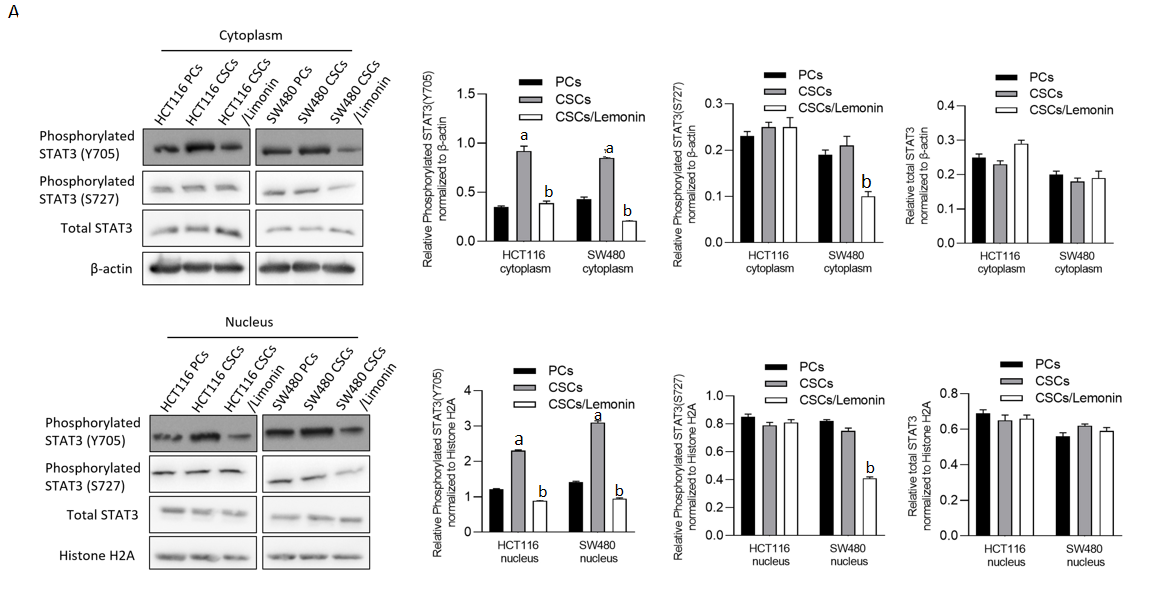 A
Cytoplasm
HCT116 PCs
HCT116 CSCs
HCT116 CSCs
/Limonin
SW480 PCs
SW480 CSCs
SW480 CSCs
/Limonin
Phosphorylated
STAT3 (Y705)
Phosphorylated
STAT3 (S727)
Total STAT3
β-actin
Relative Phosphorylated STAT3(Y705)
normalized to β-actin
PCs
CSCs
CSCs/Lemonin
1.5
1.0
0.5
0.0
a
b
a
b
HCT116
cytoplasm
SW480
cytoplasm
Relative Phosphorylated STAT3(S727)
normalized to β-actin
PCs
CSCs
CSCs/Lemonin
0.3
0.2
0.1
0.0
b
HCT116
cytoplasm
SW480
cytoplasm
Relative total STAT3
normalized to β-actin
PCs
CSCs
CSCs/Lemonin
0.4
0.3
0.2
0.1
0.0
HCT116
cytoplasm
SW480
cytoplasm
Nucleus
HCT116 PCs
HCT116 CSCs
HCT116 CSCs
/Limonin
SW480 PCs
SW480 CSCs
SW480 CSCs
/Limonin
Phosphorylated
STAT3 (Y705)
Phosphorylated
STAT3 (S727)
Total STAT3
Histone H2A
Relative Phosphorylated STAT3(Y705)
normalized to Histone H2A
PCs
CSCs
CSCs/Lemonin
4
3
2
1
0
a
b
a
b
HCT116
nucleus
SW480
nucleus
Relative Phosphorylated STAT3(S727)
normalized to Histone H2A
PCs
CSCs
CSCs/Lemonin
1.0
0.8
0.6
0.4
0.2
0.0
b
HCT116
nucleus
SW480
nucleus
Relative total STAT3
normalized to Histone H2A
PCs
CSCs
CSCs/Lemonin
0.8
0.6
0.4
0.2
0.0
HCT116
nucleus
SW480
nucleus